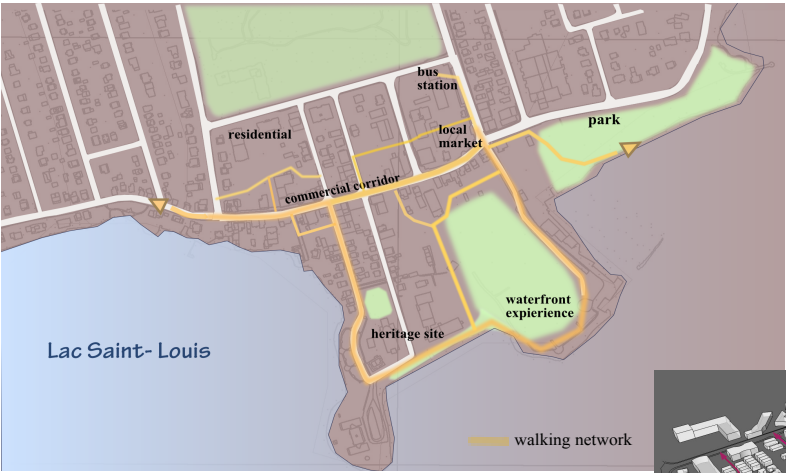 bus
station
residential
local
market
park
commercial corridor
waterfront
expierience
heritage site
Lac Saint-Louis
walking network